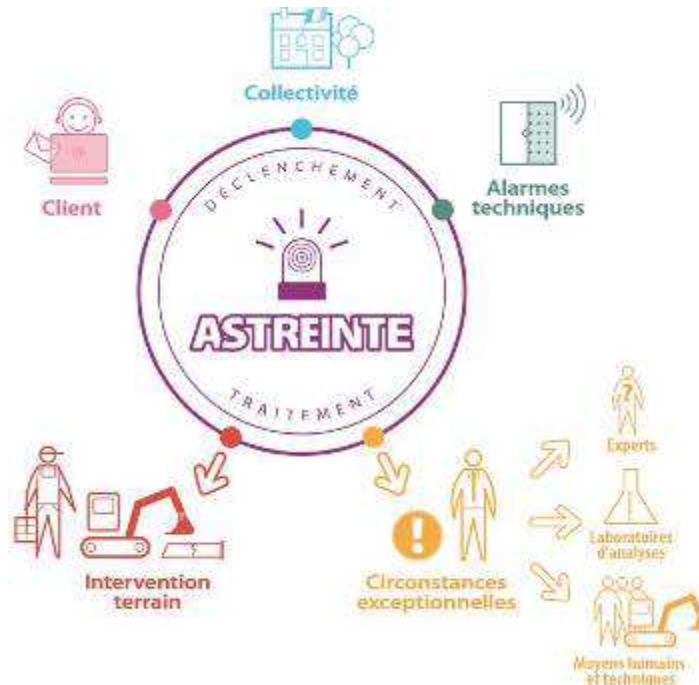 Collectivité
Client
Alarmes
techniques
DÉCLENCHEMENT
ASTREINTE
TRAITEMENT
?
Experts
Laboratoires
d'analyses
!
Intervention
terrain
Circonstances
exceptionnelles
Moyens humains
et techniques